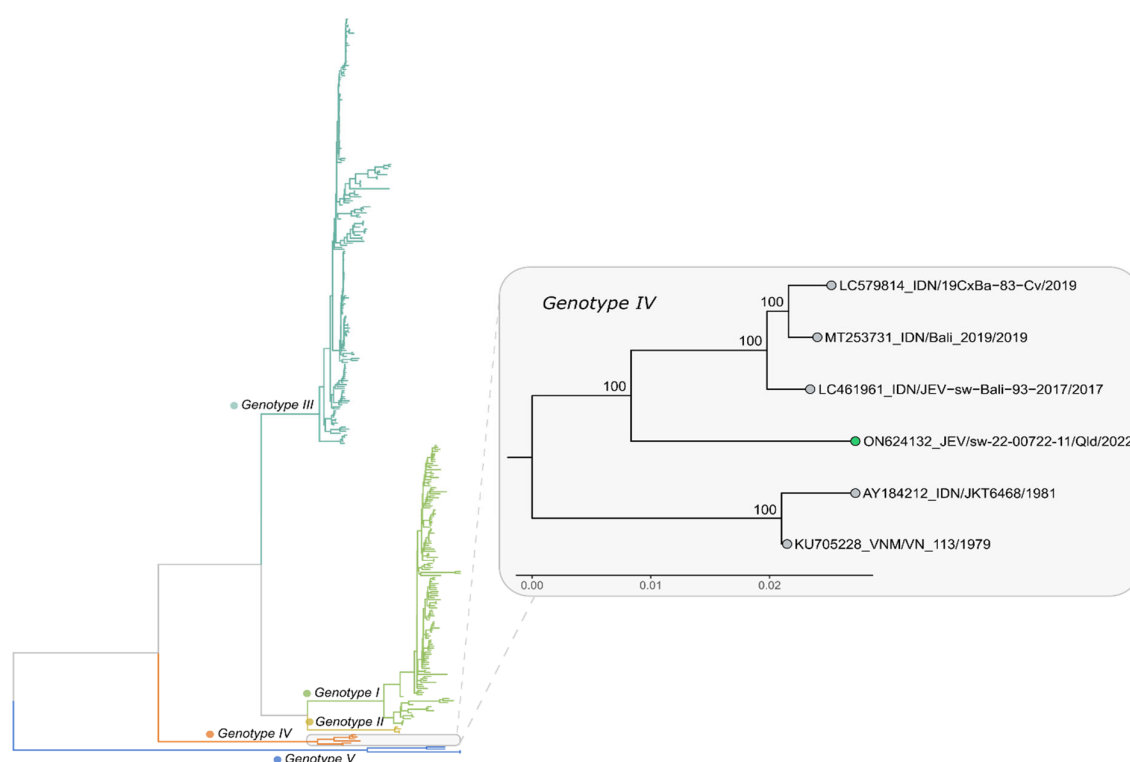 Genotype IV
100
LC579814_IDN/19CxBa−83−Cv/2019
100
MT253731_IDN/Bali_2019/2019
100
LC461961_IDN/JEV−sw−Bali−93−2017/2017
Genotype III
ON624132_JEV/sw-22-00722-11/Qld/2022
100
AY184212_IDN/JKT6468/1981
KU705228_VNM/VN_113/1979
0.00 0.01 0.02
Genotype I
Genotype II
Genotype IV
Genotype V